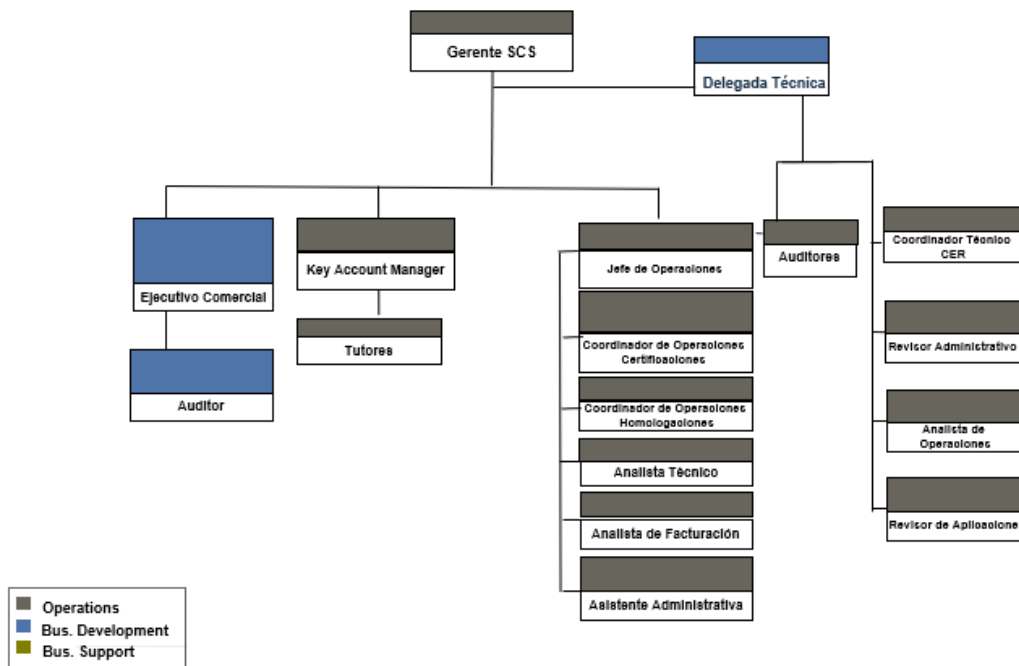 Gerente SCS
Delegada Técnica
Ejecutivo Comercial
Auditor
Key Account Manager
Tutores
Jefe de Operaciones
Coordinador de Operaciones
Certificaciones
Coordinador de Operaciones
Homologaciones
Analista Técnico
Analista de Facturación
Asistente Administrativa
Auditores
Coordinador Técnico
CER
Revisor Administrativo
Analista de
Operaciones
Revisor de Aplicacione
Operations
Bus. Development
Bus. Support